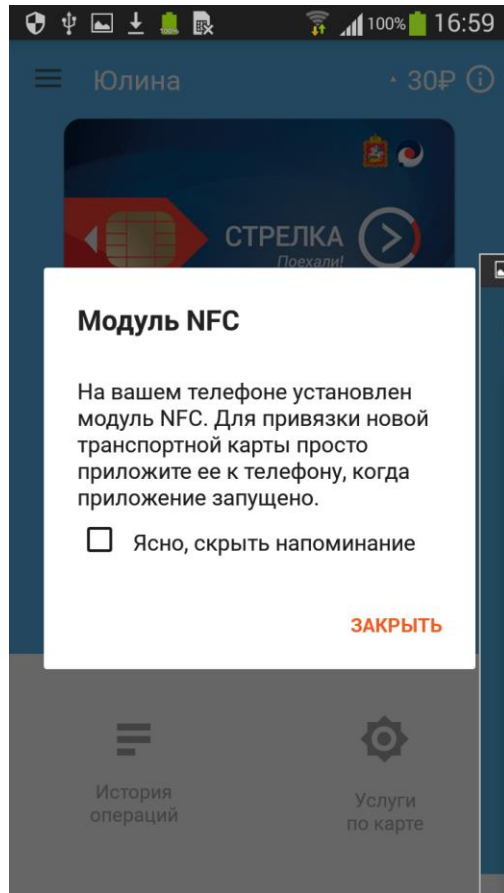 100% 16:59
Юлина 30₽
СТРЕЛКА
Поехали!
Модуль NFC
На вашем телефоне установлен
модуль NFC. Для привязки новой
транспортной карты просто
приложите ее к телефону, когда
приложение запущено.
Ясно, скрыть напоминание
ЗАКРЫТЬ
История
операций
Услуги
по карте